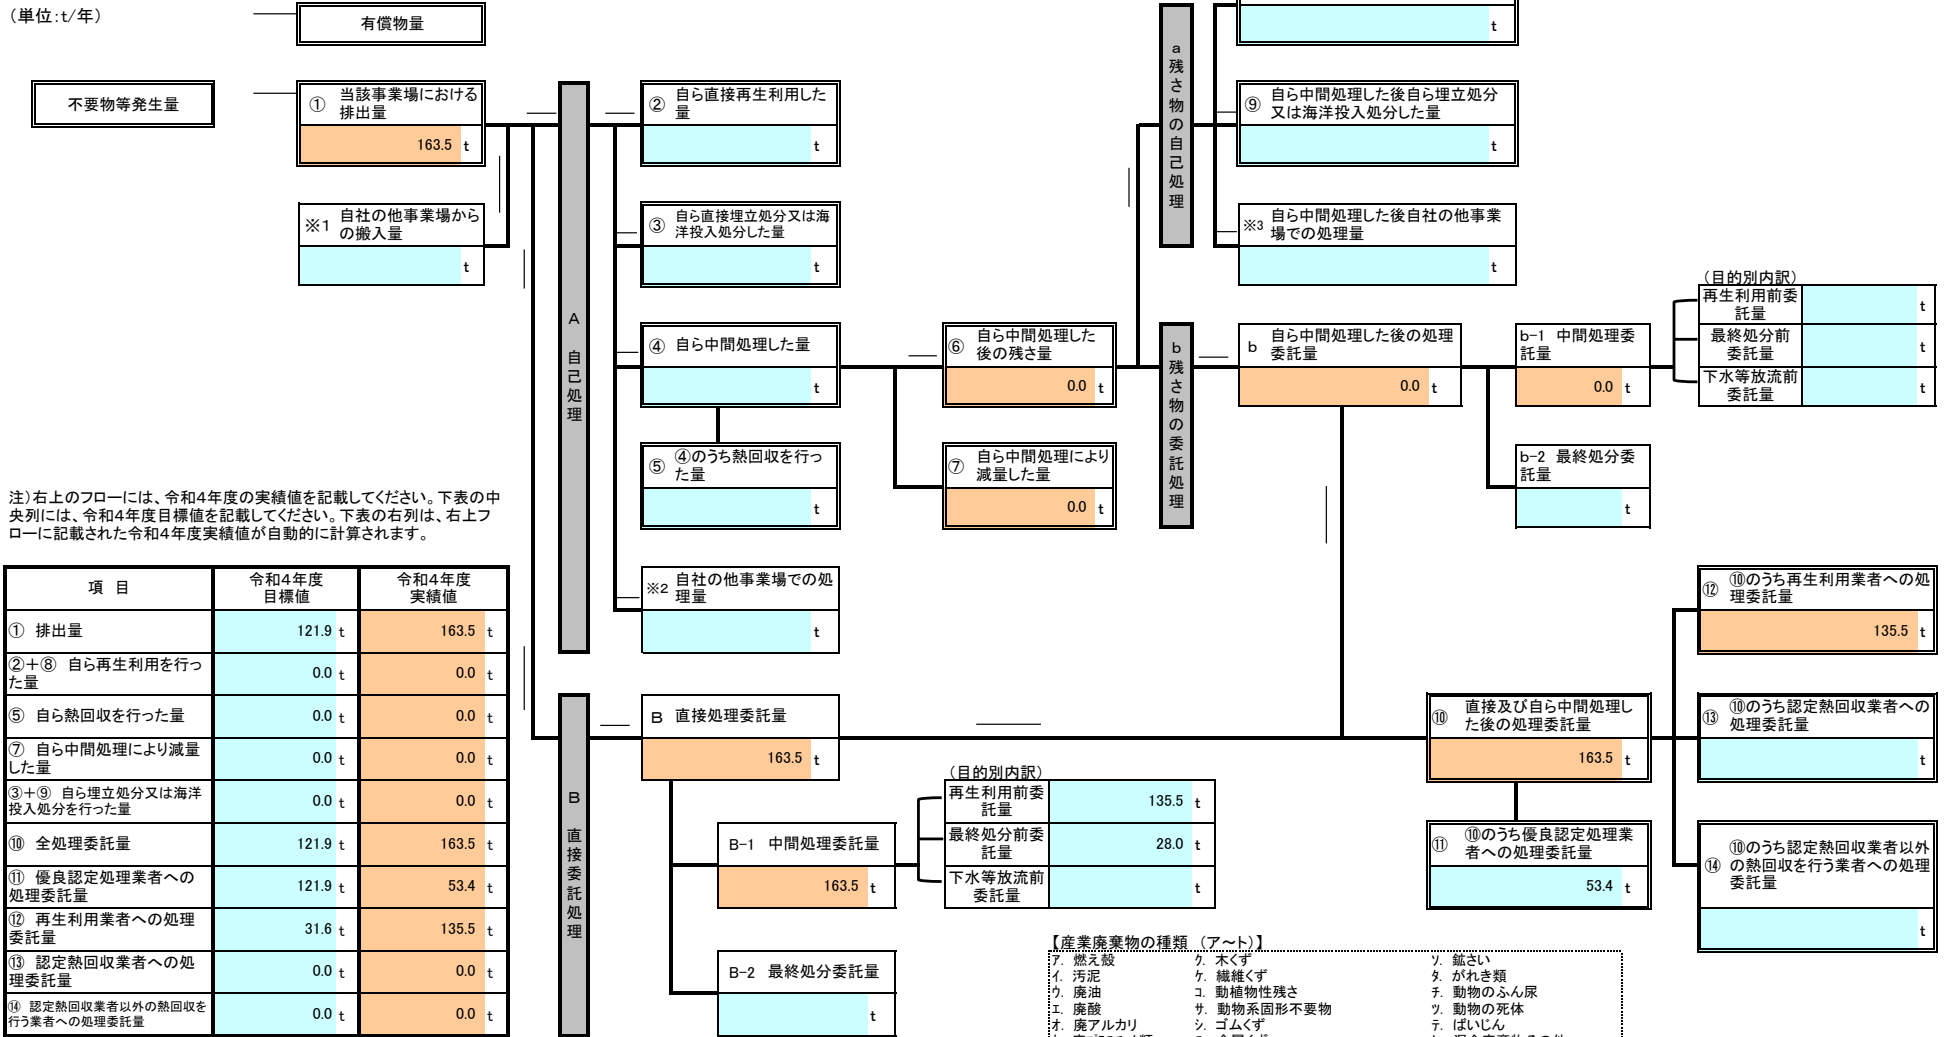 (単位:t/年)
有償物量
t
不要物等発生量
① 当該事業場における
排出量
163.5 t
※1 自社の他事業場から
の搬入量
t
A 自己処理
② 自ら直接再生利用した
量
t
③ 自ら直接埋立処分又は海
洋投入処分した量
t
④ 自ら中間処理した量
t
⑤ ④のうち熱回収を行っ
た量
t
※2 自社の他事業場での処
理量
t
⑥ 自ら中間処理した
後の残さ量
0.0 t
⑦ 自ら中間処理により
減量した量
0.0 t
a 残さ物の自己処理
⑨ 自ら中間処理した後自ら埋立処分
又は海洋投入処分した量
t
※3 自ら中間処理した後自社の他事業
場での処理量
t
b 残さ物の委託処理
b 自ら中間処理した後の処理
委託量
0.0 t
b-1 中間処理委
託量
0.0 t
b-2 最終処分委
託量
t
(目的別内訳)
再生利用前委
託量
t
最終処分前
委託量
t
下水等放流前
委託量
t
注)右上のフローには、令和4年度の実績値を記載してください。下表の中
央列には、令和4年度目標値を記載してください。下表の右列は、右上フ
ローに記載された令和4年度実績値が自動的に計算されます。
項 目 令和4年度 目標値 令和4年度 実績値
① 排出量 121.9 t 163.5 t
②+⑧ 自ら再生利用を行っ
た量 0.0 t 0.0 t
⑤ 自ら熱回収を行った量 0.0 t 0.0 t
⑦ 自ら中間処理により減量
した量 0.0 t 0.0 t
③+⑨ 自ら埋立処分又は海洋
投入処分を行った量 0.0 t 0.0 t
⑩ 全処理委託量 121.9 t 163.5 t
⑪ 優良認定処理業者への
処理委託量 121.9 t 53.4 t
⑫ 再生利用業者への処理
委託量 31.6 t 135.5 t
⑬ 認定熱回収業者への処
理委託量 0.0 t 0.0 t
⑭ 認定熱回収業者以外の熱回収を
行う業者への処理委託量 0.0 t 0.0 t
B 直接委託処理
B 直接処理委託量
163.5 t
B-1 中間処理委託量
163.5 t
B-2 最終処分委託量
t
(目的別内訳)
再生利用前委
託量
135.5 t
最終処分前委
託量
28.0 t
下水等放流前
委託量
t
⑩ 直接及び自ら中間処理し
た後の処理委託量
163.5 t
⑪ ⑩のうち優良認定処理業
者への処理委託量
53.4 t
⑫ ⑩のうち再生利用業者への処
理委託量
135.5 t
⑬ ⑩のうち認定熱回収業者への
処理委託量
t
⑭ ⑩のうち認定熱回収業者以外
の熱回収を行う業者への処理
委託量
t
【産業廃棄物の種類 (ア~ト)】
ア. 燃え殻 ク. 木くず ソ. 鉱さい
イ. 汚泥 ケ. 繊維くず タ. がれき類
ウ. 廃油 コ. 動植物性残さ チ. 動物のふん尿
エ. 廃酸 サ. 動物系固形不要物 ツ. 動物の死体
オ. 廃アルカリ シ. ゴムくず テ. ばいじん